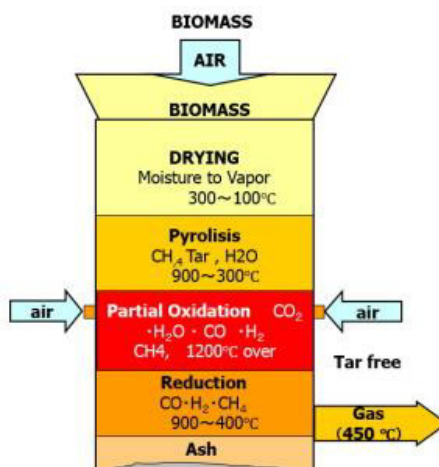 BIOMASS
AIR
BIOMASS
DRYING
Moisture to Vapor
300~100℃
Pyrolisis
CH₄ Tar , H2O
900~300℃
air
Partial Oxidation CO₂
·H₂O · CO ·H₂
CH4, 1200℃ over
air
Tar free
Reduction
CO·H₂·CH₄
900~400℃
Gas
(450 ℃)
Ash